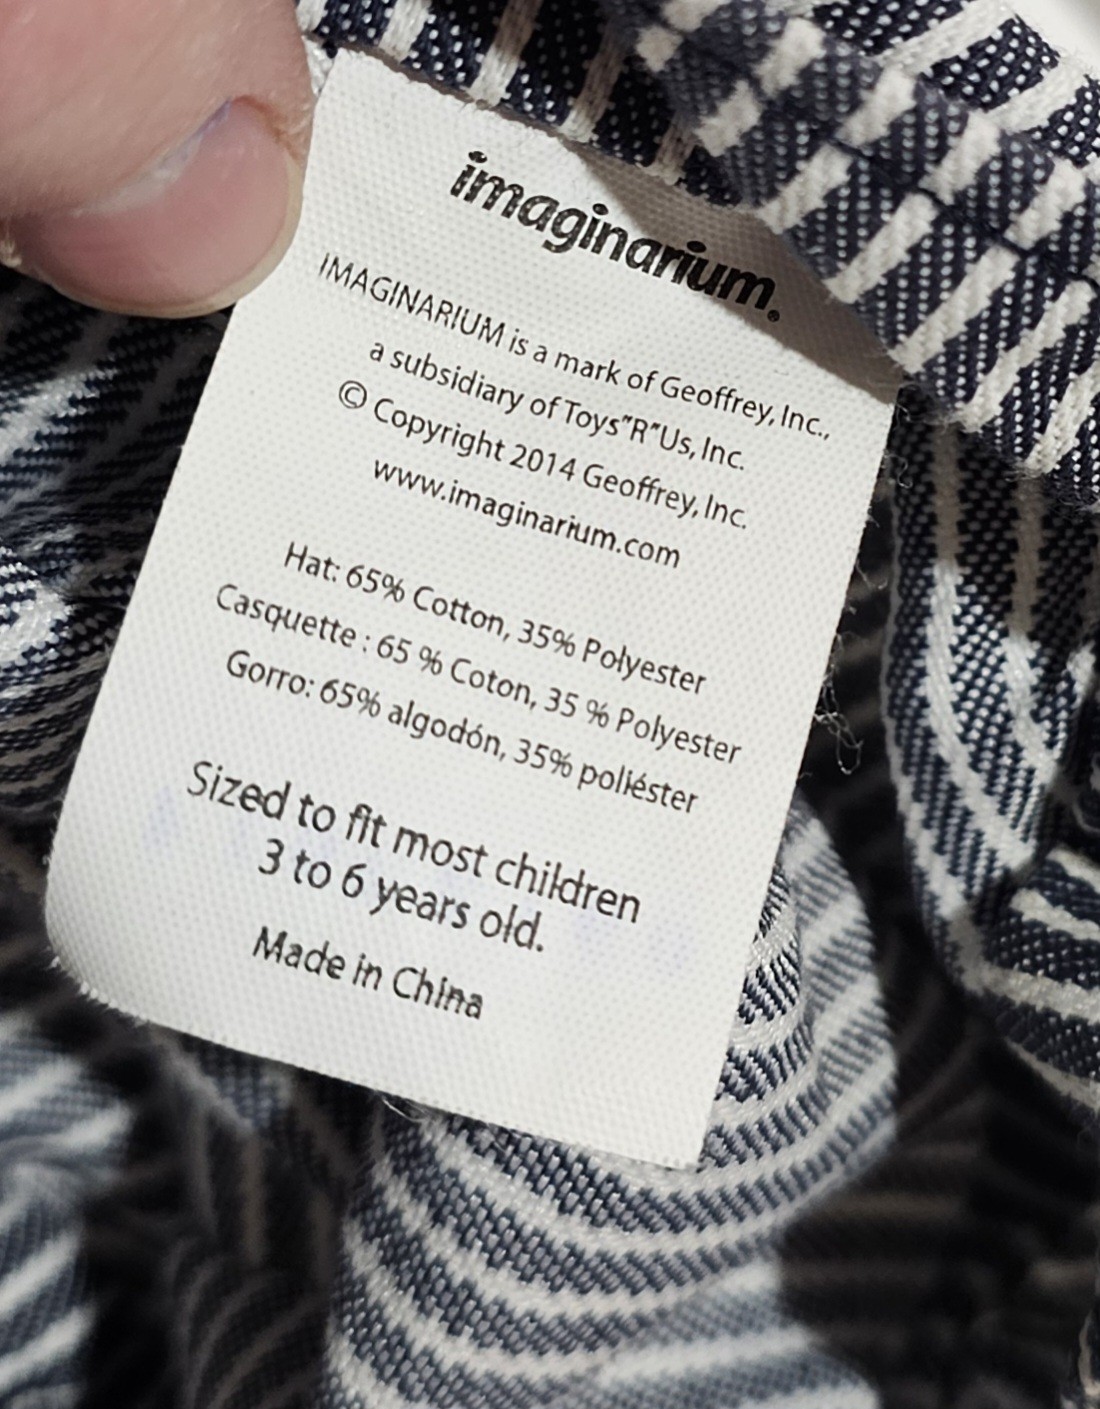 imaginarium®
IMAGINARIUM is a mark of Geoffrey, Inc.,
a subsidiary of Toys"R"Us, Inc.
© Copyright 2014 Geoffrey, Inc.
www.imaginarium.com
Hat: 65% Cotton, 35% Polyester
Casquette : 65 % Coton, 35 % Polyester
Gorro: 65% algodón, 35% poliéster
Sized to fit most children
3 to 6 years old.
Made in China